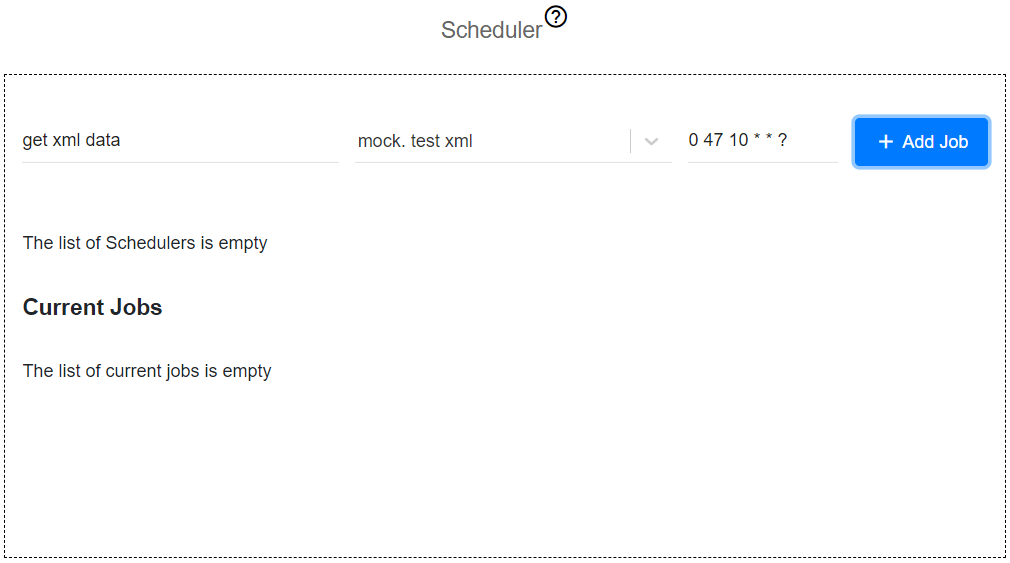 Scheduler ?
get xml data
mock. test xml
0 47 10 * * ?
+ Add Job
The list of Schedulers is empty
Current Jobs
The list of current jobs is empty